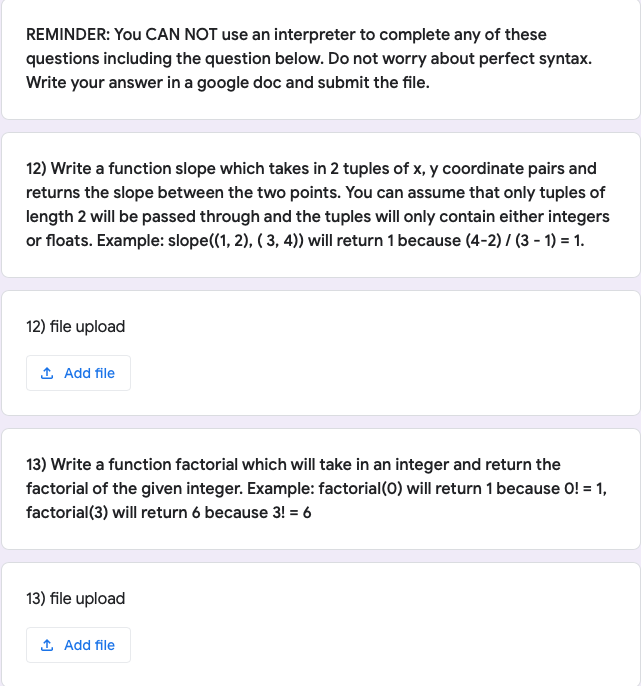 REMINDER: You CAN NOT use an interpreter to complete any of these
questions including the question below. Do not worry about perfect syntax.
Write your answer in a google doc and submit the file.
12) Write a function slope which takes in 2 tuples of x, y coordinate pairs and
returns the slope between the two points. You can assume that only tuples of
length 2 will be passed through and the tuples will only contain either integers
or floats. Example: slope((1, 2), ( 3, 4)) will return 1 because (4-2) / (3 - 1) = 1.
12) file upload
Add file
13) Write a function factorial which will take in an integer and return the
factorial of the given integer. Example: factorial(0) will return 1 because 0! = 1,
factorial(3) will return 6 because 3! = 6
13) file upload
Add file